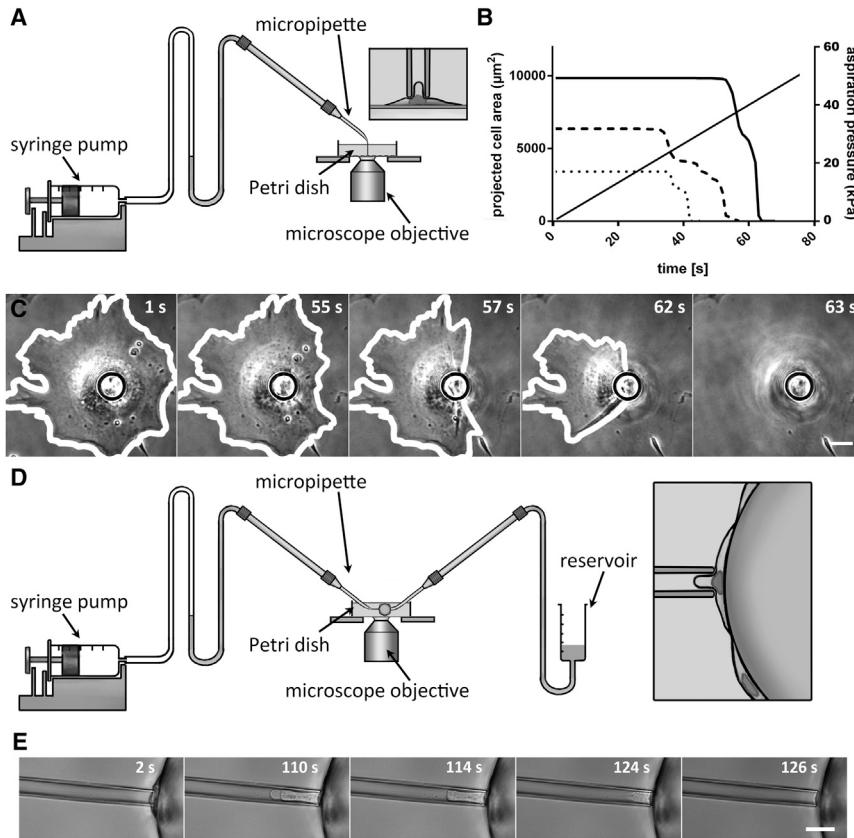 A
micropipette
syringe pump
Petri dish
microscope objective
B
projected cell area (µm²)
10000
5000
0
60
40
20
0
aspiration pressure (kPa)
0
20
40
60
80
time [s]
C
1 s
55 s
57 s
62 s
63 s
D
micropipette
syringe pump
Petri dish
microscope objective
reservoir
E
2 s
110 s
114 s
124 s
126 s